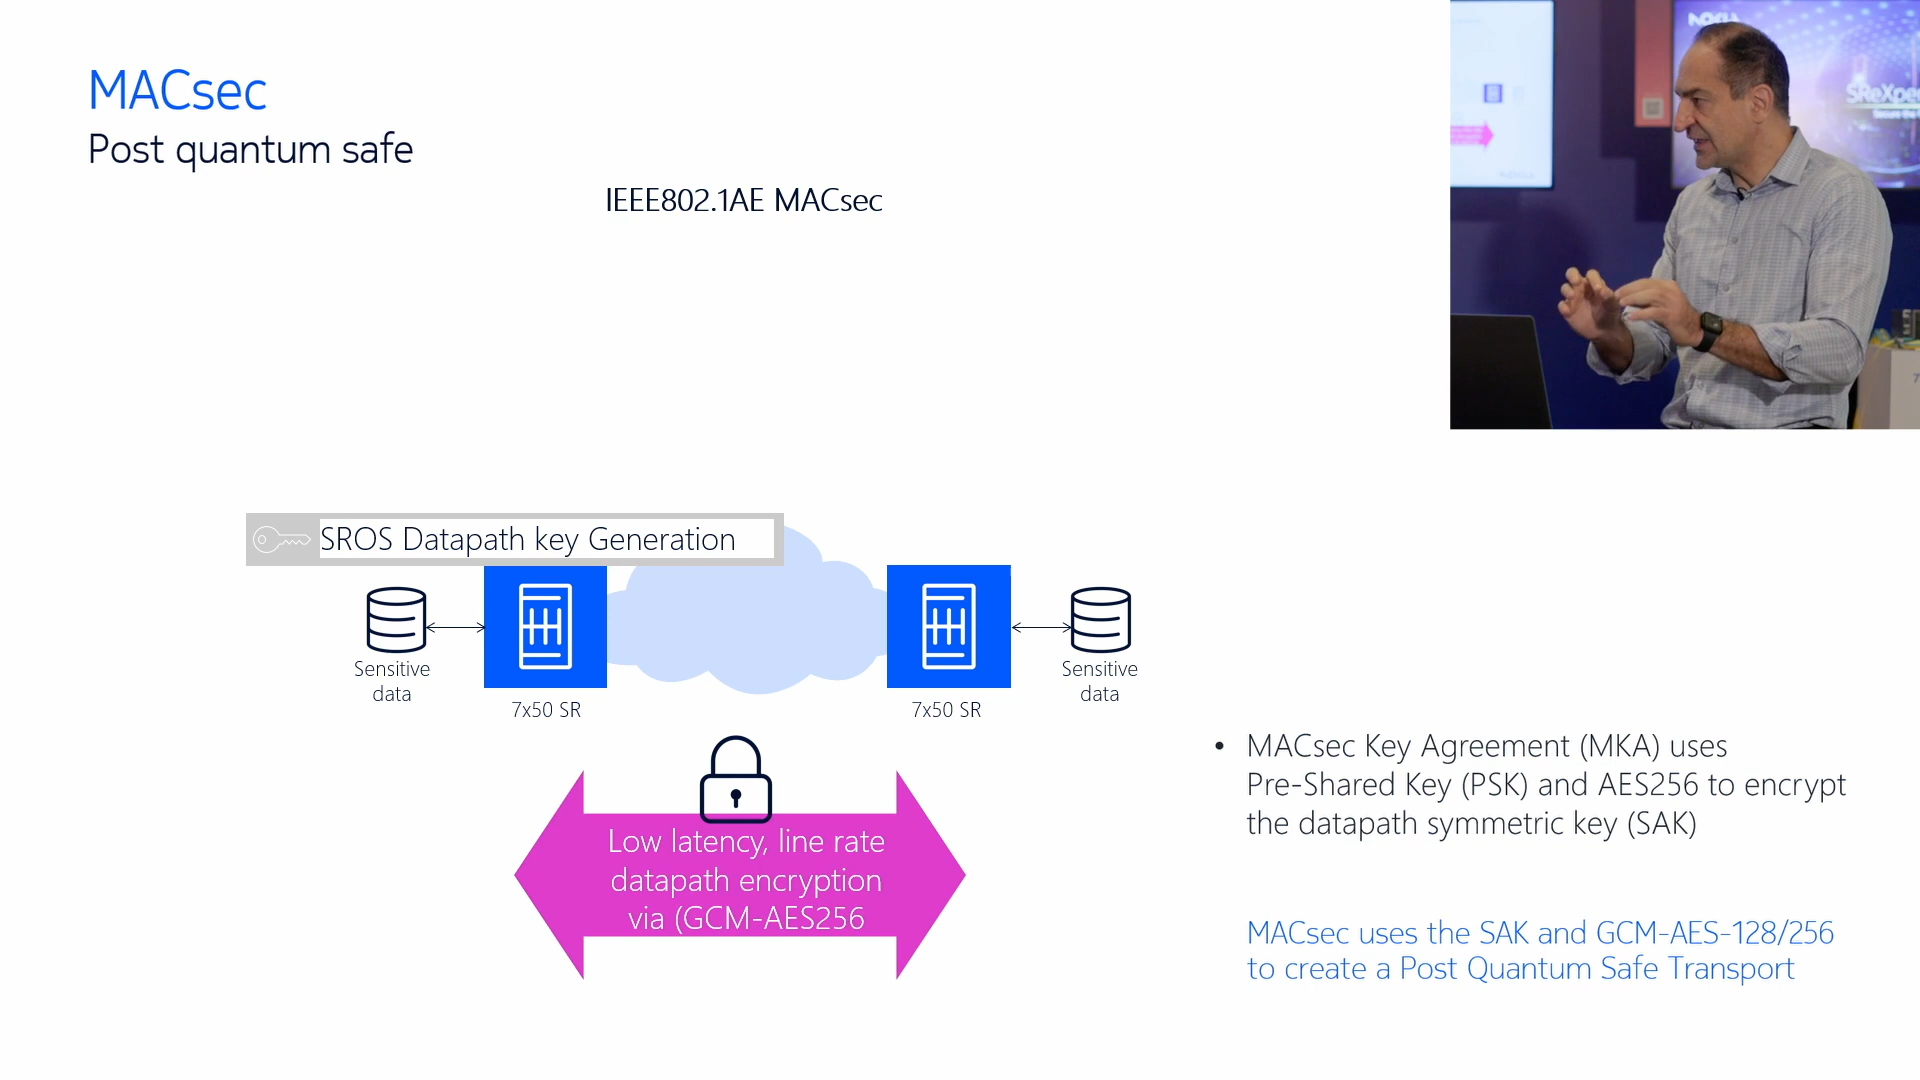 MACsec
Post quantum safe
IEEE802.1AE MACsec
SROS Datapath key Generation
Sensitive
data
7x50 SR
7x50 SR
Sensitive
data
Low latency, line rate
datapath encryption
via (GCM-AES256
• MACsec Key Agreement (MKA) uses
Pre-Shared Key (PSK) and AES256 to encrypt
the datapath symmetric key (SAK)
MACsec uses the SAK and GCM-AES-128/256
to create a Post Quantum Safe Transport